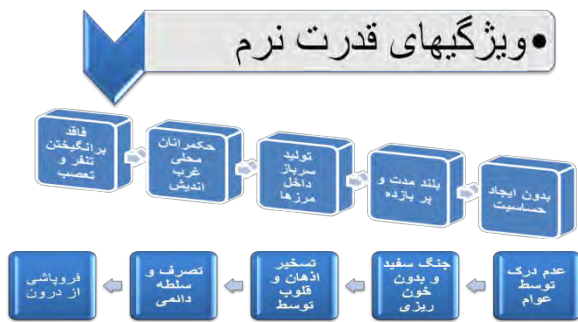 •ویژگیهای قدرت نرم
فاقد
برانگیختن
تنفر و
تعصب
حکمرانان
محلی
غرب
اندیش
تولید
سرباز
داخل
مرزها
بلند مدت و
پر بازده
بدون ایجاد
حساسیت
عدم درک
توسط
عوام
جنگ سفید
و بدون
خون
ریزی
تسخیر
اذهان و
قلوب
توسط
تصرف و
سلطه
دائمی
فروپاشی
از درون